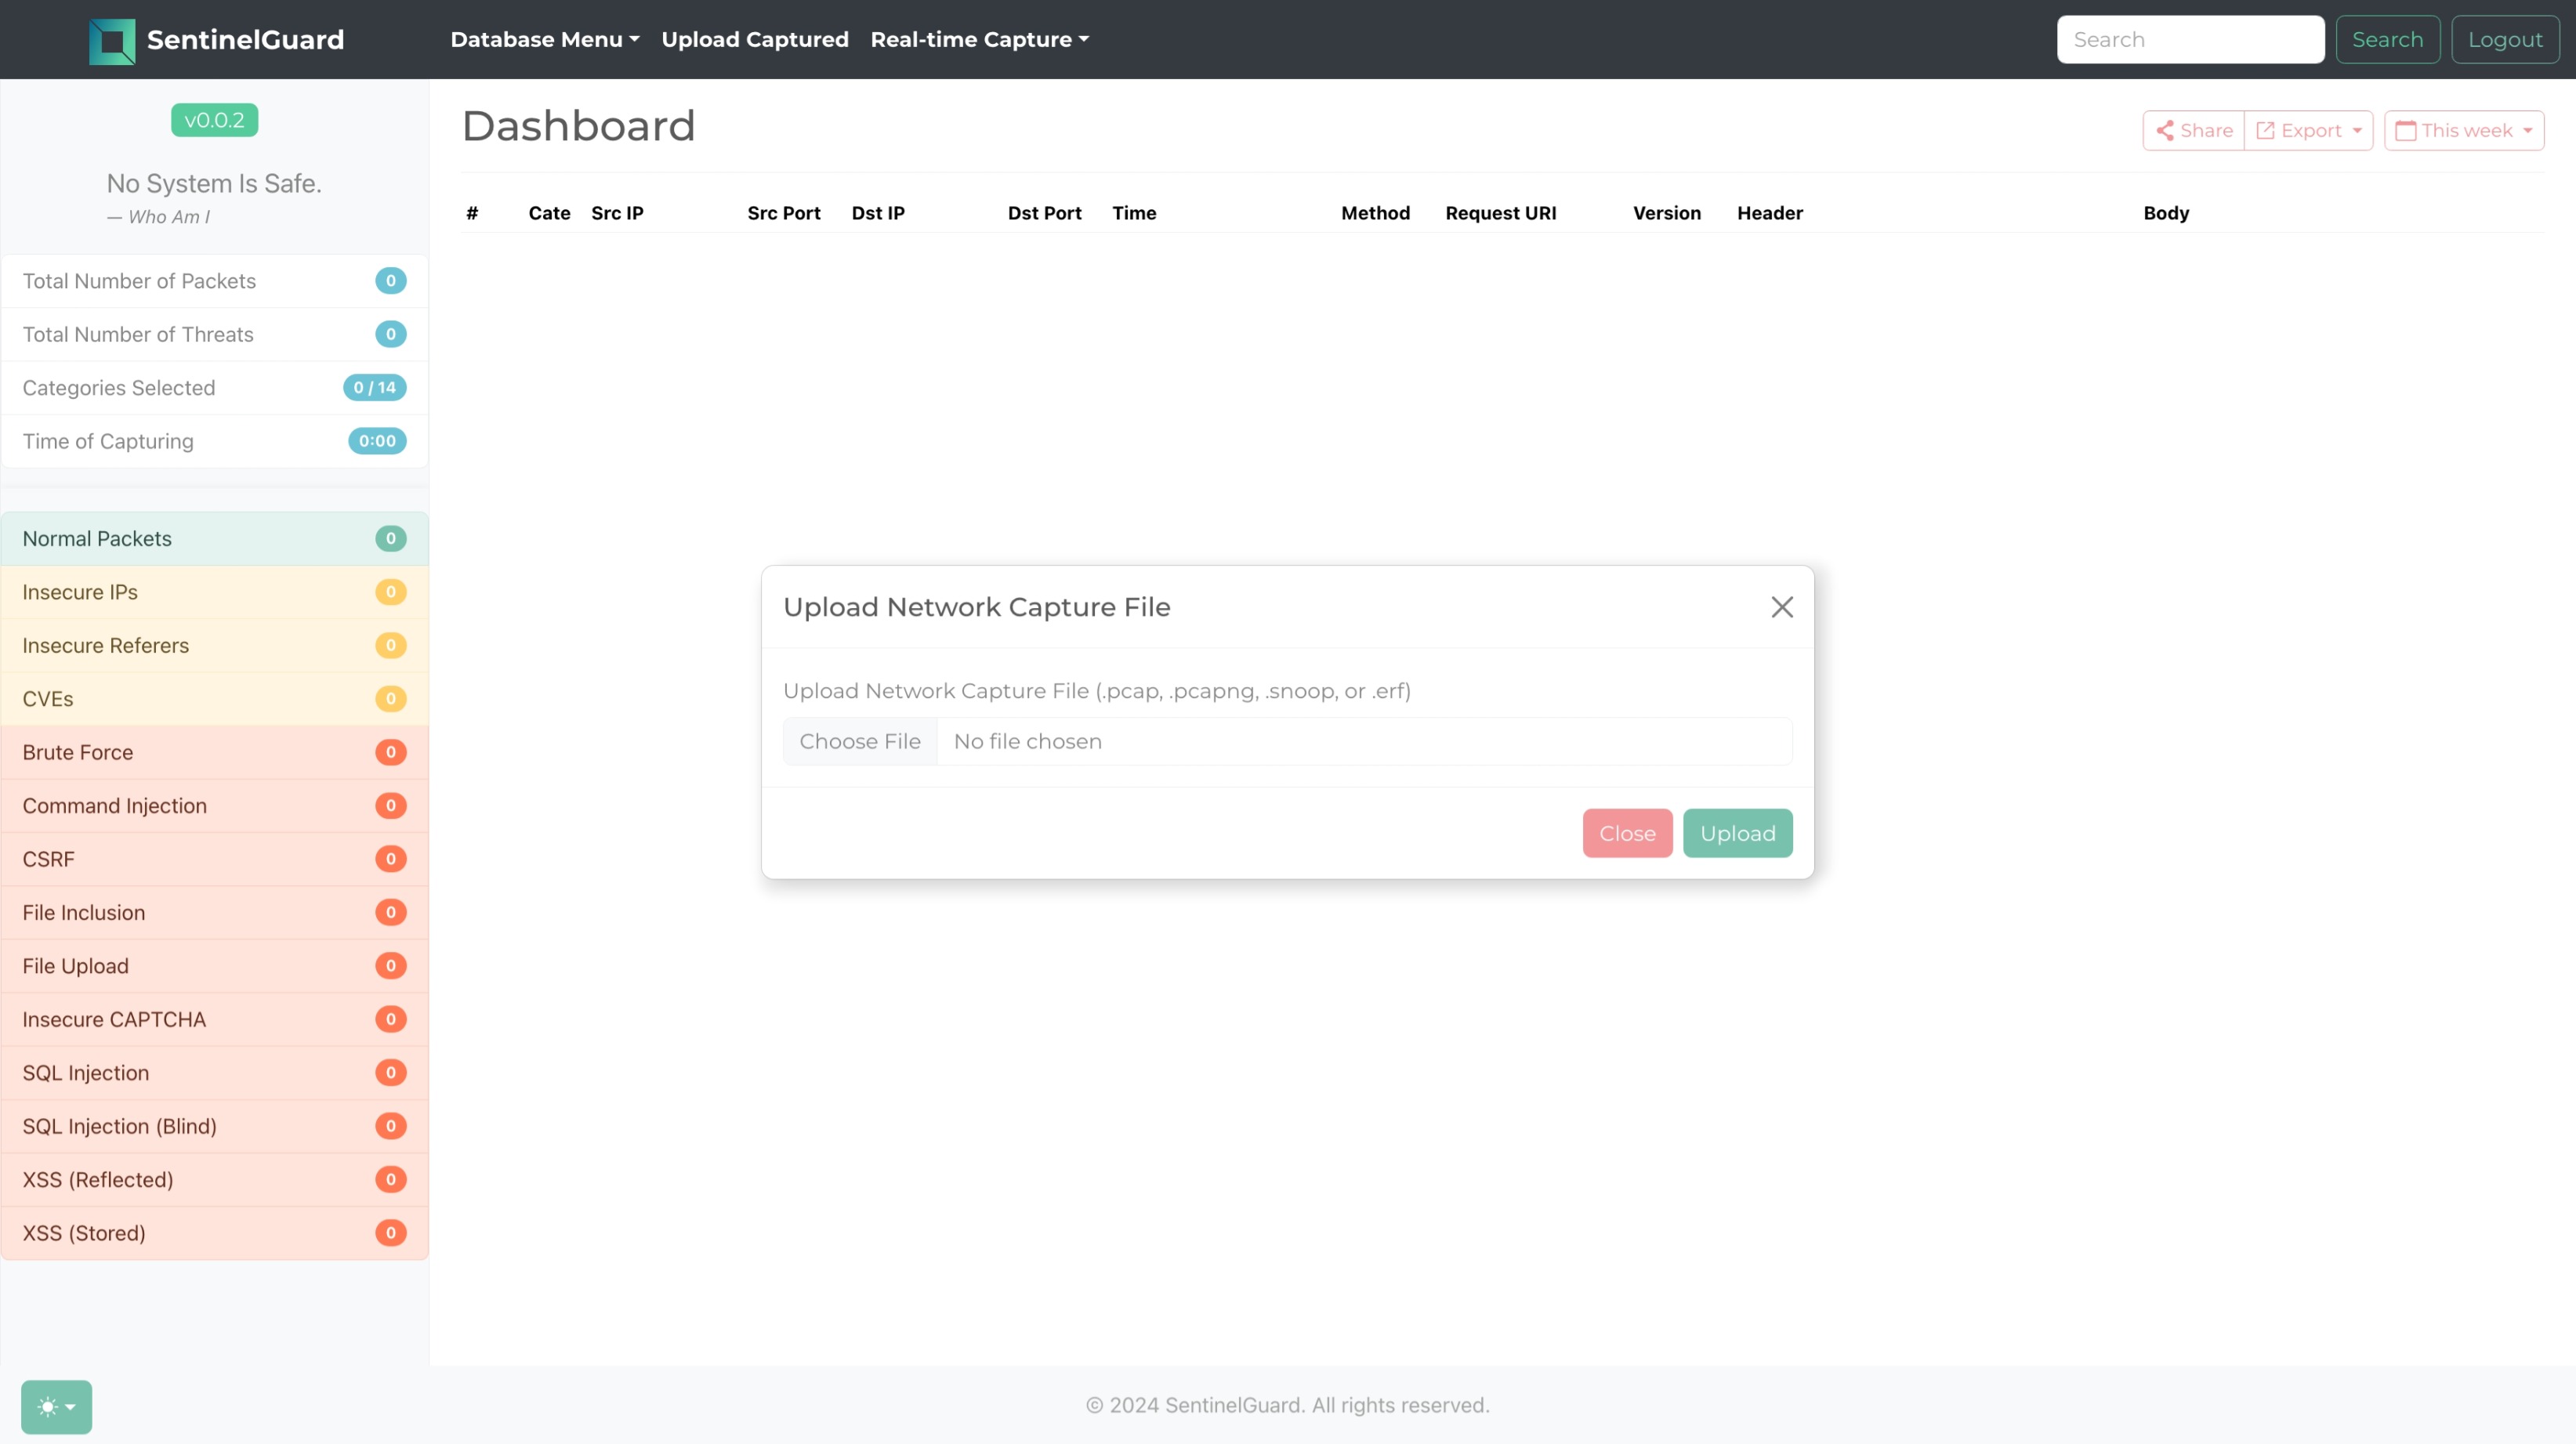 SentinelGuard
Database Menu Upload Captured Real-time Capture
Search Search Logout
v0.0.2
No System Is Safe.
— Who Am I
Total Number of Packets 0
Total Number of Threats 0
Categories Selected 0 / 14
Time of Capturing 0:00
Normal Packets 0
Insecure IPs 0
Insecure Referers 0
CVEs 0
Brute Force 0
Command Injection 0
CSRF 0
File Inclusion 0
File Upload 0
Insecure CAPTCHA 0
SQL Injection 0
SQL Injection (Blind) 0
XSS (Reflected) 0
XSS (Stored) 0
Dashboard
Share Export This week
# Cate Src IP Src Port Dst IP Dst Port Time Method Request URI Version Header Body
Upload Network Capture File
Upload Network Capture File (.pcap, .pcapng, .snoop, or .erf)
Choose File No file chosen
Close Upload
© 2024 SentinelGuard. All rights reserved.